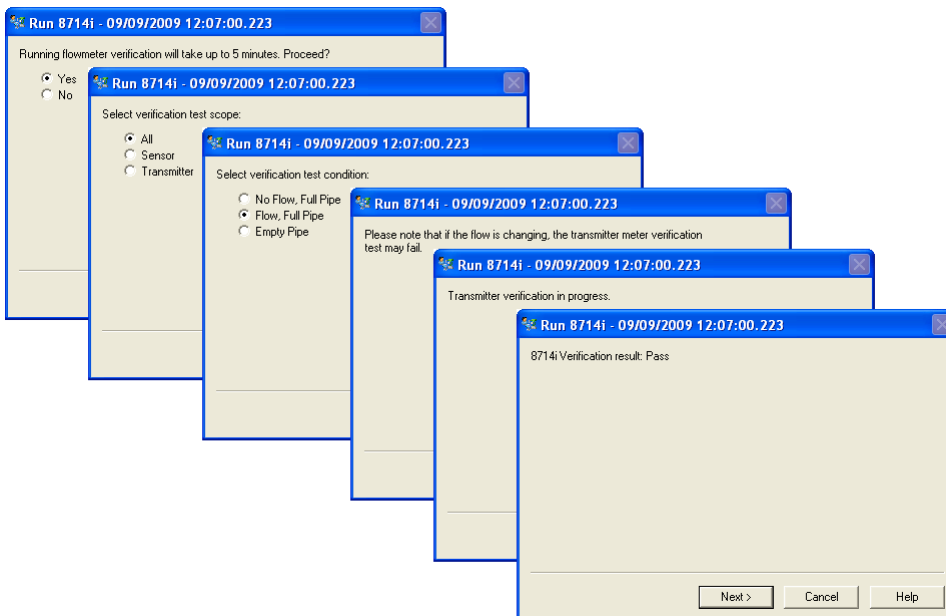 Run 8714i - 09/09/2009 12:07:00.223
Running flowmeter verification will take up to 5 minutes. Proceed?
Yes
No
Run 8714i - 09/09/2009 12:07:00.223
Select verification test scope:
All
Sensor
Transmitter
Run 8714i - 09/09/2009 12:07:00.223
Select verification test condition:
No Flow, Full Pipe
Flow, Full Pipe
Empty Pipe
Run 8714i - 09/09/2009 12:07:00.223
Please note that if the flow is changing, the transmitter meter verification
test may fail.
Run 8714i - 09/09/2009 12:07:00.223
Transmitter verification in progress.
Run 8714i - 09/09/2009 12:07:00.223
8714i Verification result: Pass
Next >
Cancel
Help